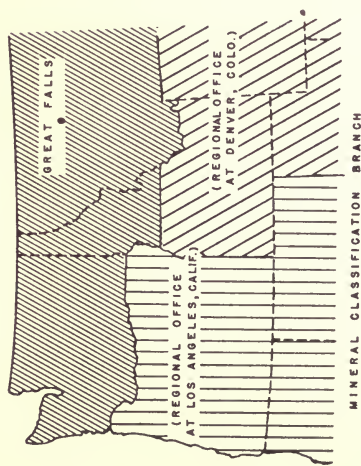 GREAT FALLS
(REGIONAL OFFICE
AT DENVER, COLO.)
(REGIONAL OFFICE
AT LOS ANGELES, CALIF.)
MINERAL CLASSIFICATION BRANCH